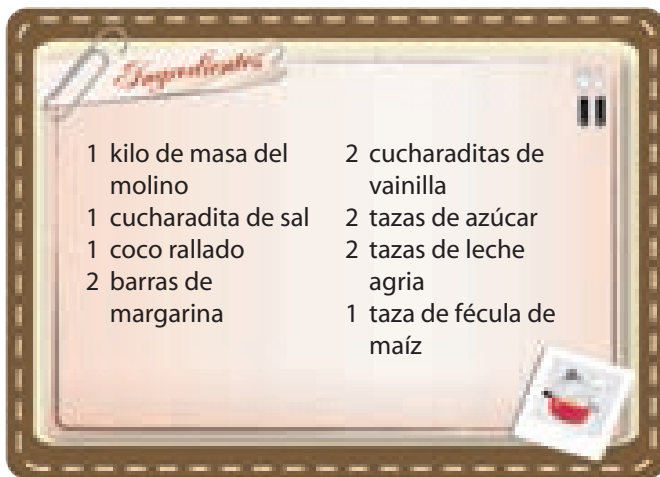 Ingredientes
1 kilo de masa del
molino
1 cucharadita de sal
1 coco rallado
2 barras de
margarina
2 cucharaditas de
vainilla
2 tazas de azúcar
2 tazas de leche
agria
1 taza de fécula de
maíz